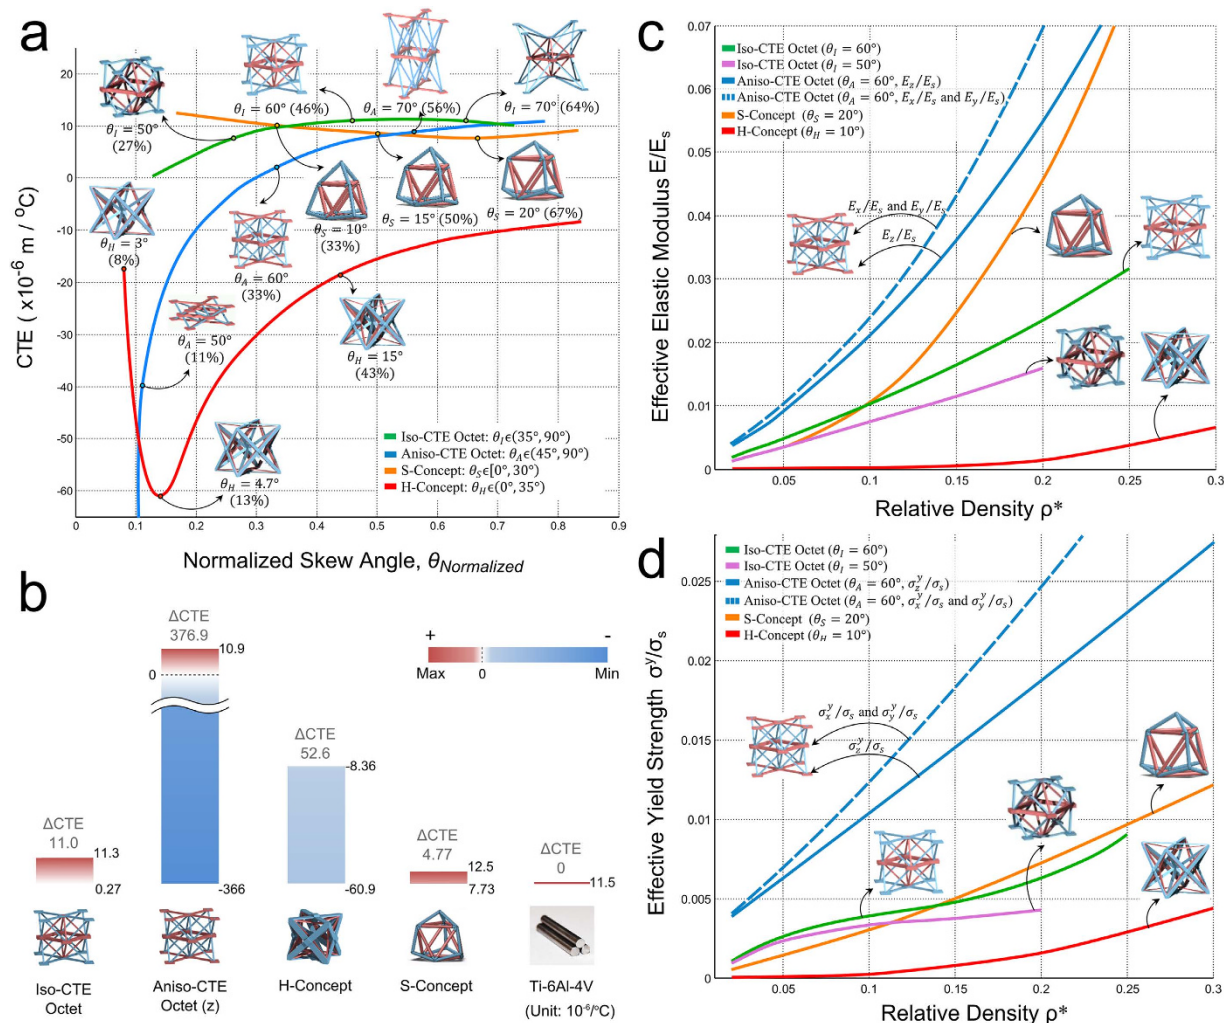 a
CTE ( x10⁻⁶ m / °C)
20
10
0
-10
-20
-30
-40
-50
-60
0.1
0.2
0.3
0.4
0.5
0.6
0.7
0.8
0.9
Normalized Skew Angle, θNormalized
θI = 50°
(27%)
θI = 60° (46%)
θA = 70° (56%)
θI = 70° (64%)
θH = 3°
(8%)
θA = 60°
(33%)
θS = 10°
(33%)
θS = 15° (50%)
θS = 20° (67%)
θA = 50°
(11%)
θH = 15°
(43%)
θH = 4.7°
(13%)
Iso-CTE Octet: θIϵ(35°, 90°)
Aniso-CTE Octet: θAϵ(45°, 90°)
S-Concept: θSϵ[0°, 30°)
H-Concept: θHϵ(0°, 35°)
b
ΔCTE
376.9
10.9
0
-366
+
-
Max
0
Min
ΔCTE
52.6
-8.36
-60.9
ΔCTE
11.0
11.3
0.27
ΔCTE
4.77
12.5
7.73
ΔCTE
0
11.5
Iso-CTE
Octet
Aniso-CTE
Octet (z)
H-Concept
S-Concept
Ti-6Al-4V
(Unit: 10⁻⁶/°C)
c
Effective Elastic Modulus E/Es
0.07
0.06
0.05
0.04
0.03
0.02
0.01
0
0.05
0.1
0.15
0.2
0.25
0.3
Relative Density ρ*
Iso-CTE Octet (θI = 60°)
Iso-CTE Octet (θI = 50°)
Aniso-CTE Octet (θA = 60°, Ez/Es)
Aniso-CTE Octet (θA = 60°, Ex/Es and Ey/Es)
S-Concept (θS = 20°)
H-Concept (θH = 10°)
Ex/Es and Ey/Es
Ez/Es
d
Effective Yield Strength σʸ/σs
0.025
0.02
0.015
0.01
0.005
0
0.05
0.1
0.15
0.2
0.25
0.3
Relative Density ρ*
Iso-CTE Octet (θI = 60°)
Iso-CTE Octet (θI = 50°)
Aniso-CTE Octet (θA = 60°, σzʸ/σs)
Aniso-CTE Octet (θA = 60°, σxʸ/σs and σyʸ/σs)
S-Concept (θS = 20°)
H-Concept (θH = 10°)
σxʸ/σs and σyʸ/σs
σzʸ/σs